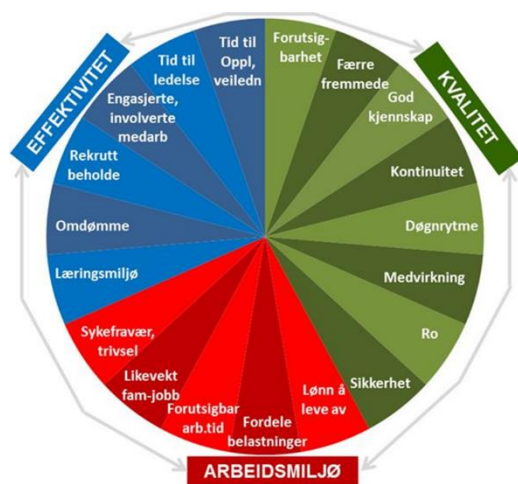 EFFEKTIVITET
KVALITET
Forutsig-
barhet
Færre
fremmede
God
kjennskap
Kontinuitet
Døgnrytme
Medvirkning
Ro
Sikkerhet
Lønn å
leve av
Fordele
belastninger
Forutsigbar
arb.tid
Likevekt
fam-jobb
Sykefravær,
trivsel
Læringsmiljø
Omdømme
Rekrutt
beholde
Engasjerte,
involverte
medarb
Tid til
ledelse
Tid til
Oppl,
veiledn
ARBEIDSMILJØ